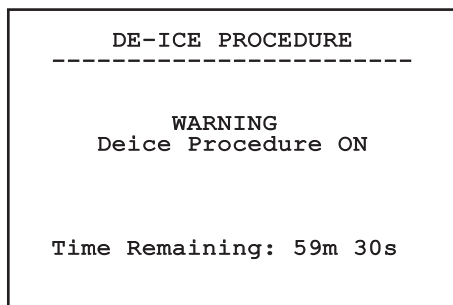 DE-ICE PROCEDURE
------------------------
WARNING
Deice Procedure ON
Time Remaining: 59m 30s